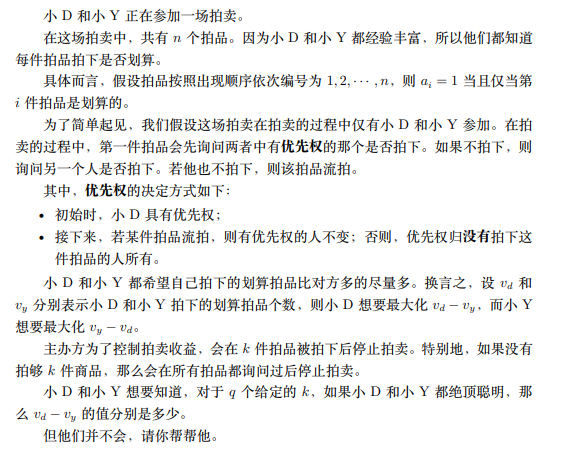 小 D 和小 Y 正在参加一场拍卖。
在这场拍卖中，共有 n 个拍品。因为小 D 和小 Y 都经验丰富，所以他们都知道
每件拍品拍下是否划算。
具体而言，假设拍品按照出现顺序依次编号为 1, 2, ⋯ , n，则 aᵢ = 1 当且仅当第
i 件拍品是划算的。
为了简单起见，我们假设这场拍卖在拍卖的过程中仅有小 D 和小 Y 参加。在拍
卖的过程中，第一件拍品会先询问两者中有优先权的那个是否拍下。如果不拍下，则
询问另一个人是否拍下。若他也不拍下，则该拍品流拍。
其中，优先权的决定方式如下：
• 初始时，小 D 具有优先权；
• 接下来，若某件拍品流拍，则有优先权的人不变；否则，优先权归没有拍下这
件拍品的人所有。
小 D 和小 Y 都希望自己拍下的划算拍品比对方多的尽量多。换言之，设 v_d 和
v_y 分别表示小 D 和小 Y 拍下的划算拍品个数，则小 D 想要最大化 v_d − v_y，而小 Y
想要最大化 v_y − v_d。
主办方为了控制拍卖收益，会在 k 件拍品被拍下后停止拍卖。特别地，如果没有
拍够 k 件商品，那么会在所有拍品都询问过后停止拍卖。
小 D 和小 Y 想要知道，对于 q 个给定的 k，如果小 D 和小 Y 都绝顶聪明，那
么 v_d − v_y 的值分别是多少。
但他们并不会，请你帮帮他。